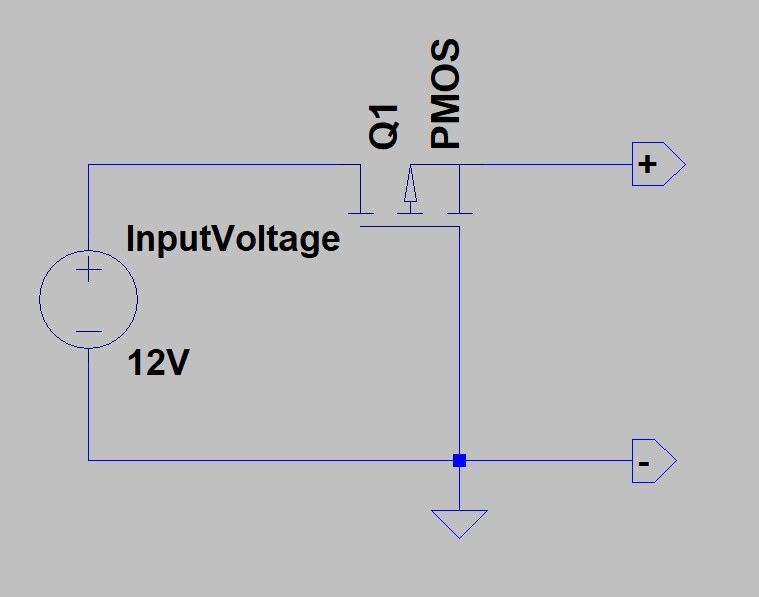 Q1
PMOS
+
InputVoltage
12V
-